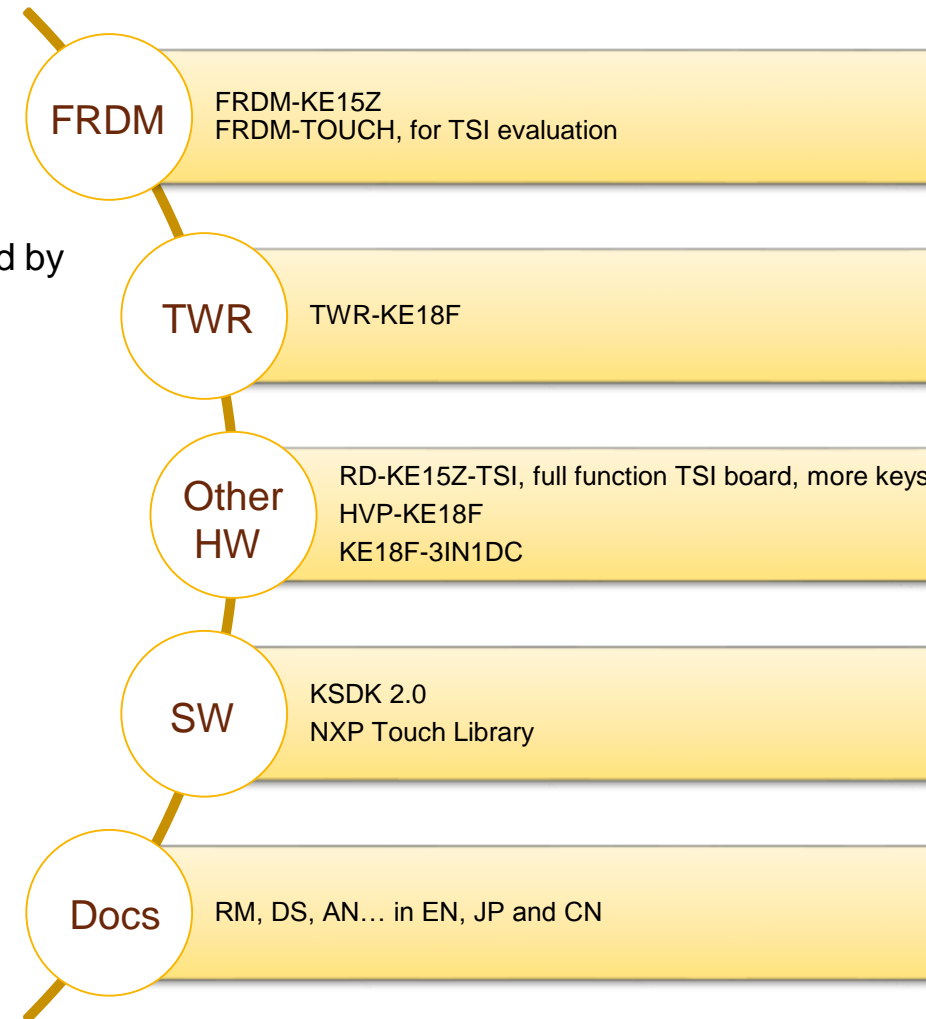 FRDM
FRDM-KE15Z
FRDM-TOUCH, for TSI evaluation
d by
TWR
TWR-KE18F
Other
HW
RD-KE15Z-TSI, full function TSI board, more keys
HVP-KE18F
KE18F-3IN1DC
SW
KSDK 2.0
NXP Touch Library
Docs
RM, DS, AN… in EN, JP and CN